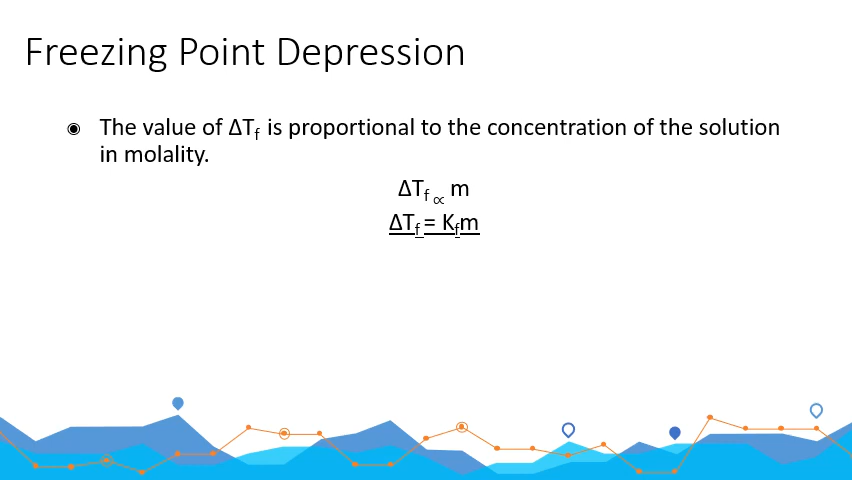 Freezing Point Depression
◉ The value of ΔTf is proportional to the concentration of the solution
in molality.
ΔTf ∝ m
ΔTf = Kfm